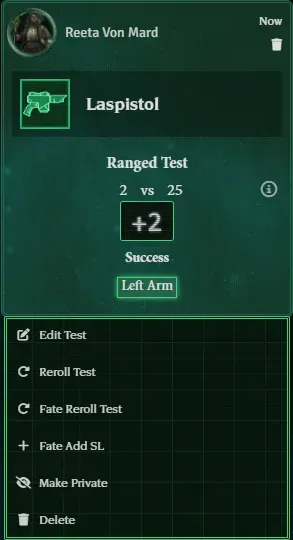 Reeta Von Mard
Now
Laspistol
Ranged Test
2 vs 25
+2
Success
Left Arm
Edit Test
Reroll Test
Fate Reroll Test
Fate Add SL
Make Private
Delete